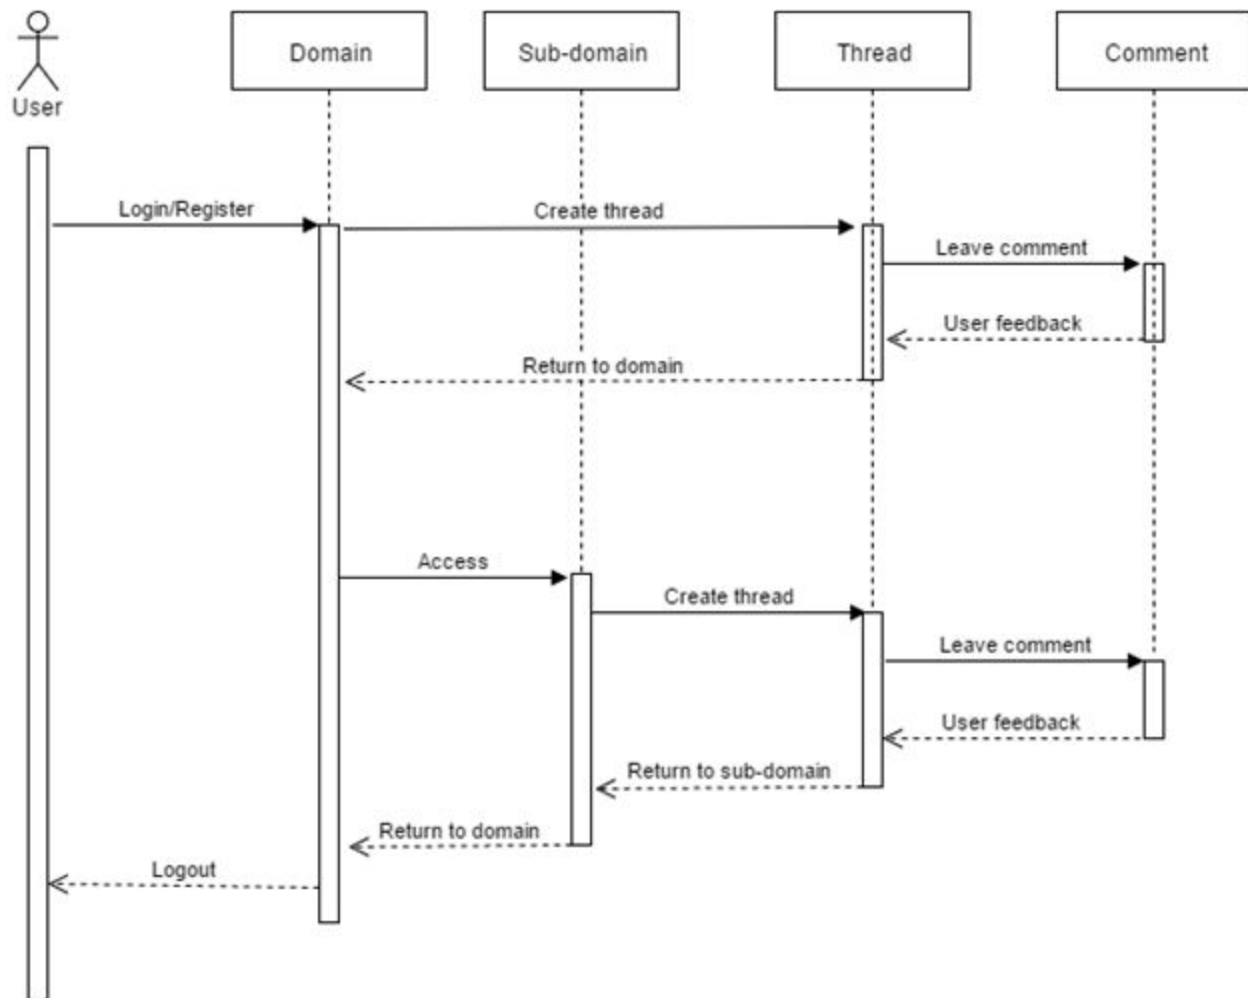 Domain
Sub-domain
Thread
Comment
User
Login/Register
Create thread
Leave comment
User feedback
Return to domain
Access
Create thread
Leave comment
User feedback
Return to sub-domain
Return to domain
Logout